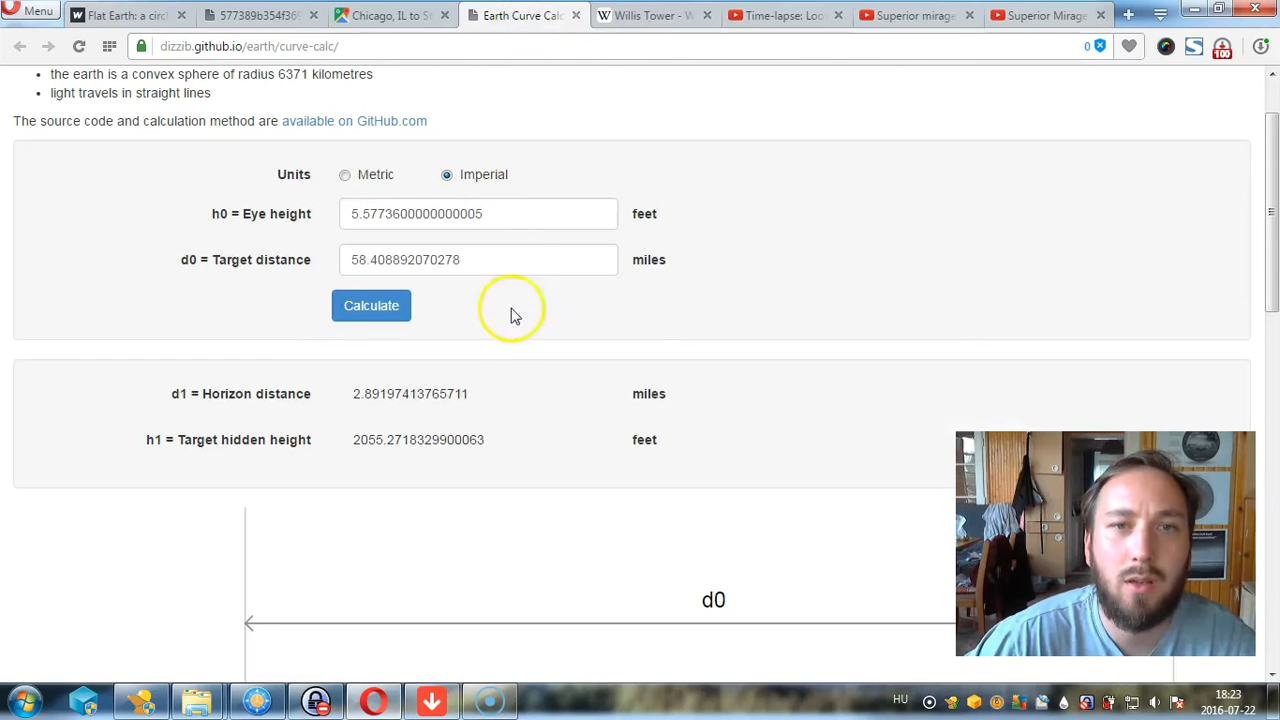 Menu
Flat Earth: a circ
577389b354f36
Chicago, IL to St
Earth Curve Calc
Willis Tower - W
Time-lapse: Loo
Superior mirage
Superior Mirage
dizzib.github.io/earth/curve-calc/
0
100
the earth is a convex sphere of radius 6371 kilometres
light travels in straight lines
The source code and calculation method are available on GitHub.com
Units Metric Imperial
h0 = Eye height 5.5773600000000005 feet
d0 = Target distance 58.408892070278 miles
Calculate
d1 = Horizon distance 2.89197413765711 miles
h1 = Target hidden height 2055.2718329900063 feet
d0
HU
18:23
2016-07-22